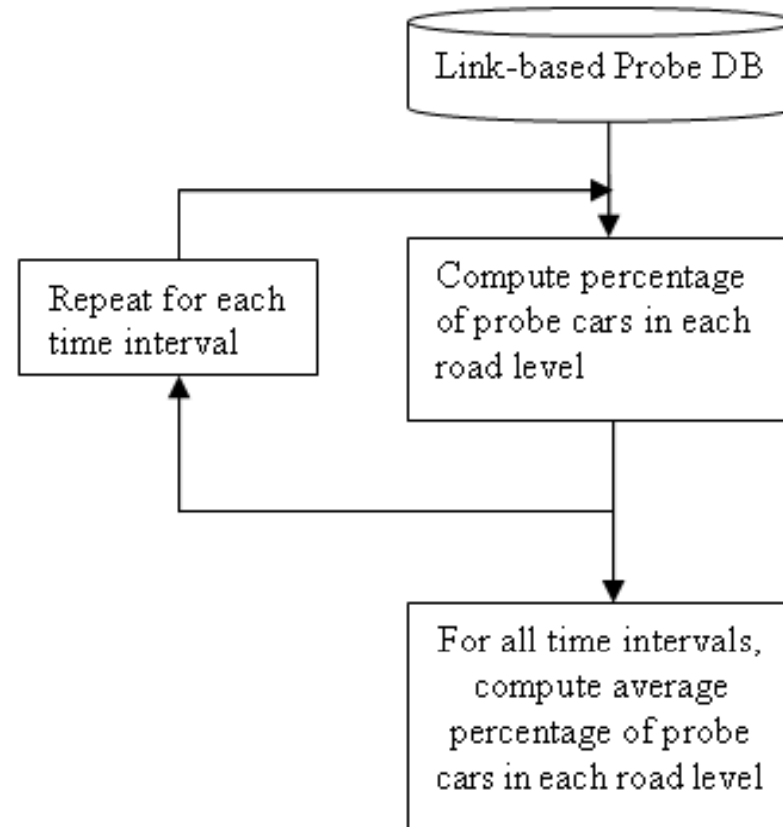 Link-based Probe DB
Repeat for each
time interval
Compute percentage
of probe cars in each
road level
For all time intervals,
compute average
percentage of probe
cars in each road level